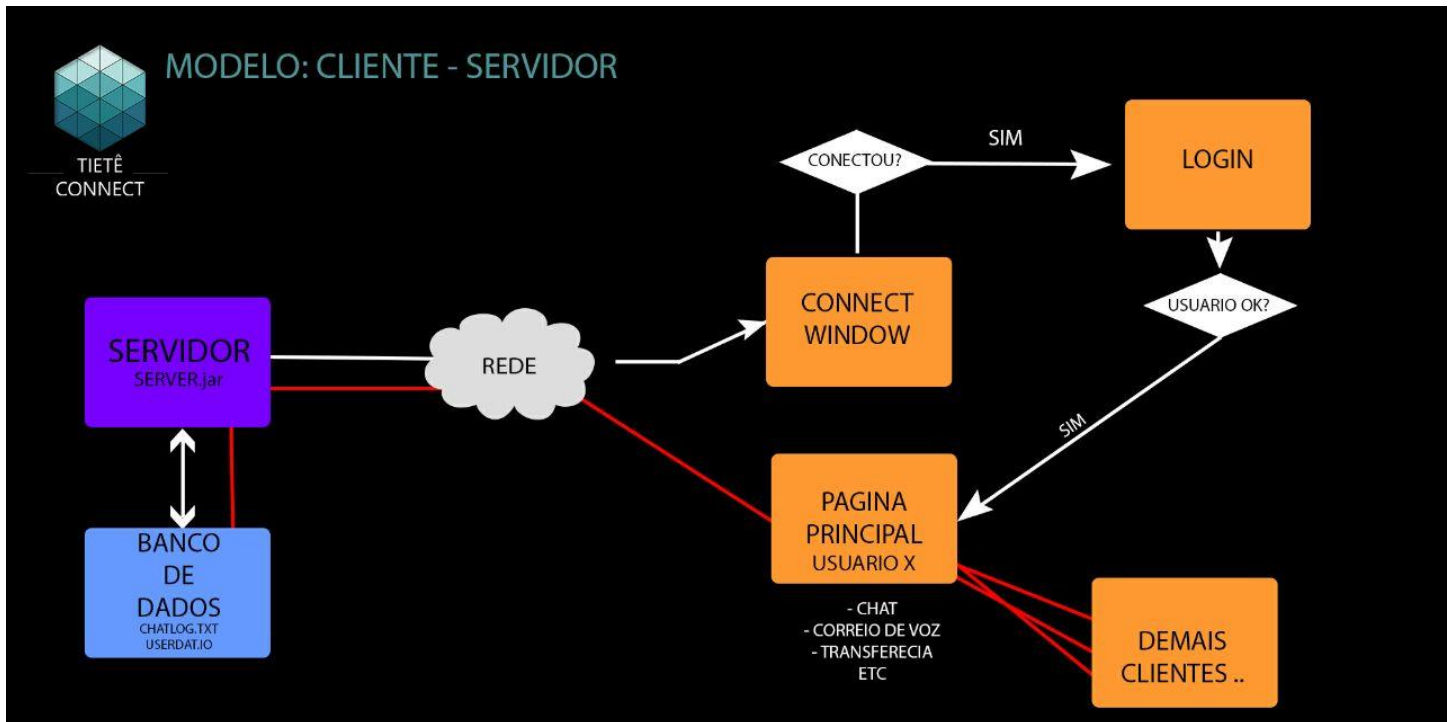 MODELO: CLIENTE - SERVIDOR
TIETÊ
CONNECT
CONECTOU?
SIM
LOGIN
USUARIO OK?
SIM
CONNECT
WINDOW
REDE
SERVIDOR
SERVER.jar
BANCO
DE
DADOS
CHATLOG.TXT
USERDAT.IO
PAGINA
PRINCIPAL
USUARIO X
- CHAT
- CORREIO DE VOZ
- TRANSFERECIA
ETC
DEMAIS
CLIENTES ..